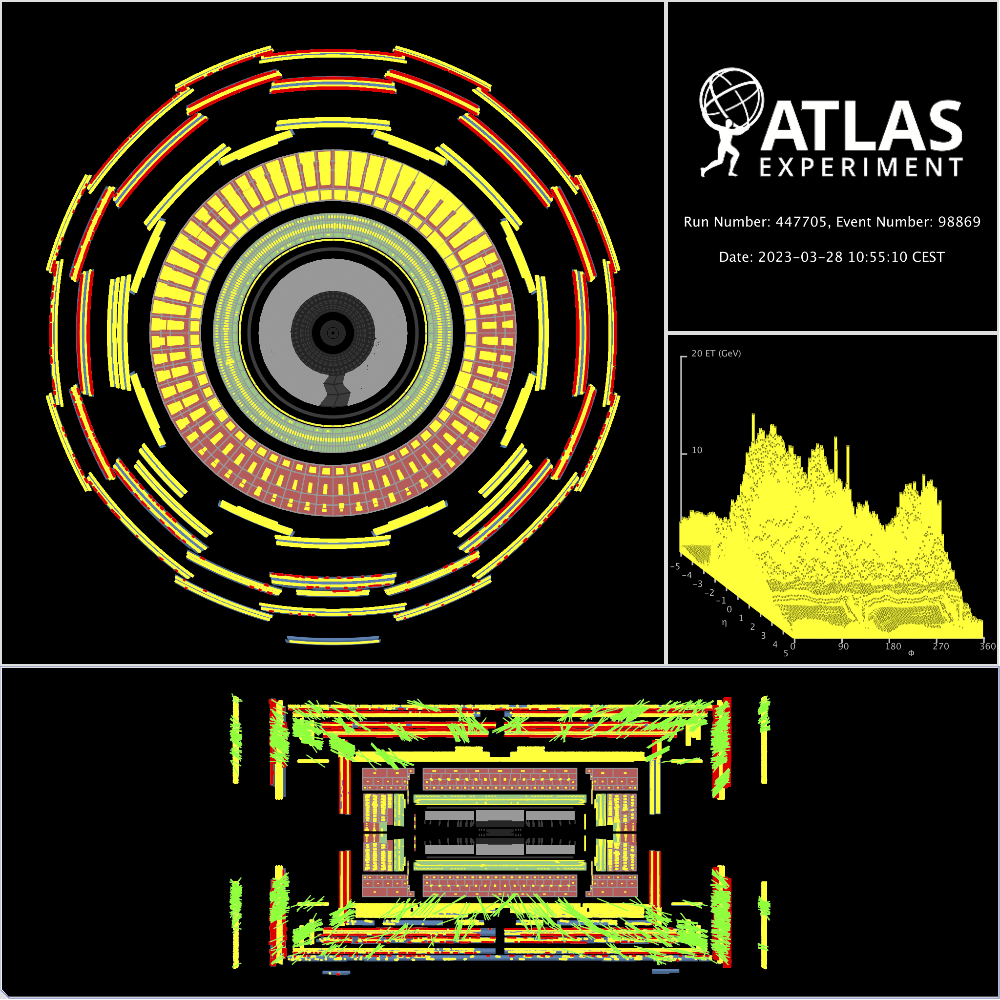 ATLAS
EXPERIMENT
Run Number: 447705, Event Number: 98869
Date: 2023-03-28 10:55:10 CEST
20 ET (GeV)
10
-5
-4
-3
-2
-1
0
η
1
2
3
4
5
0 90 180 270 360
Φ